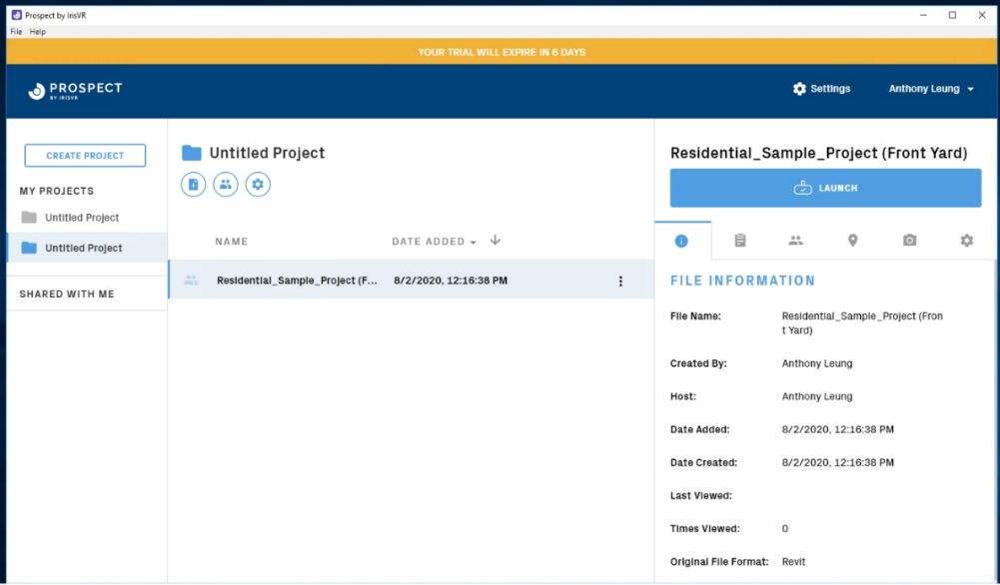 Prospect by IrisVR
File Help
YOUR TRIAL WILL EXPIRE IN 6 DAYS
PROSPECT
BY IRISVR
Settings
Anthony Leung
CREATE PROJECT
MY PROJECTS
Untitled Project
Untitled Project
SHARED WITH ME
Untitled Project
NAME DATE ADDED
Residential_Sample_Project (F... 8/2/2020, 12:16:38 PM
Residential_Sample_Project (Front Yard)
LAUNCH
FILE INFORMATION
File Name: Residential_Sample_Project (Fron
t Yard)
Created By: Anthony Leung
Host: Anthony Leung
Date Added: 8/2/2020, 12:16:38 PM
Date Created: 8/2/2020, 12:16:38 PM
Last Viewed:
Times Viewed: 0
Original File Format: Revit